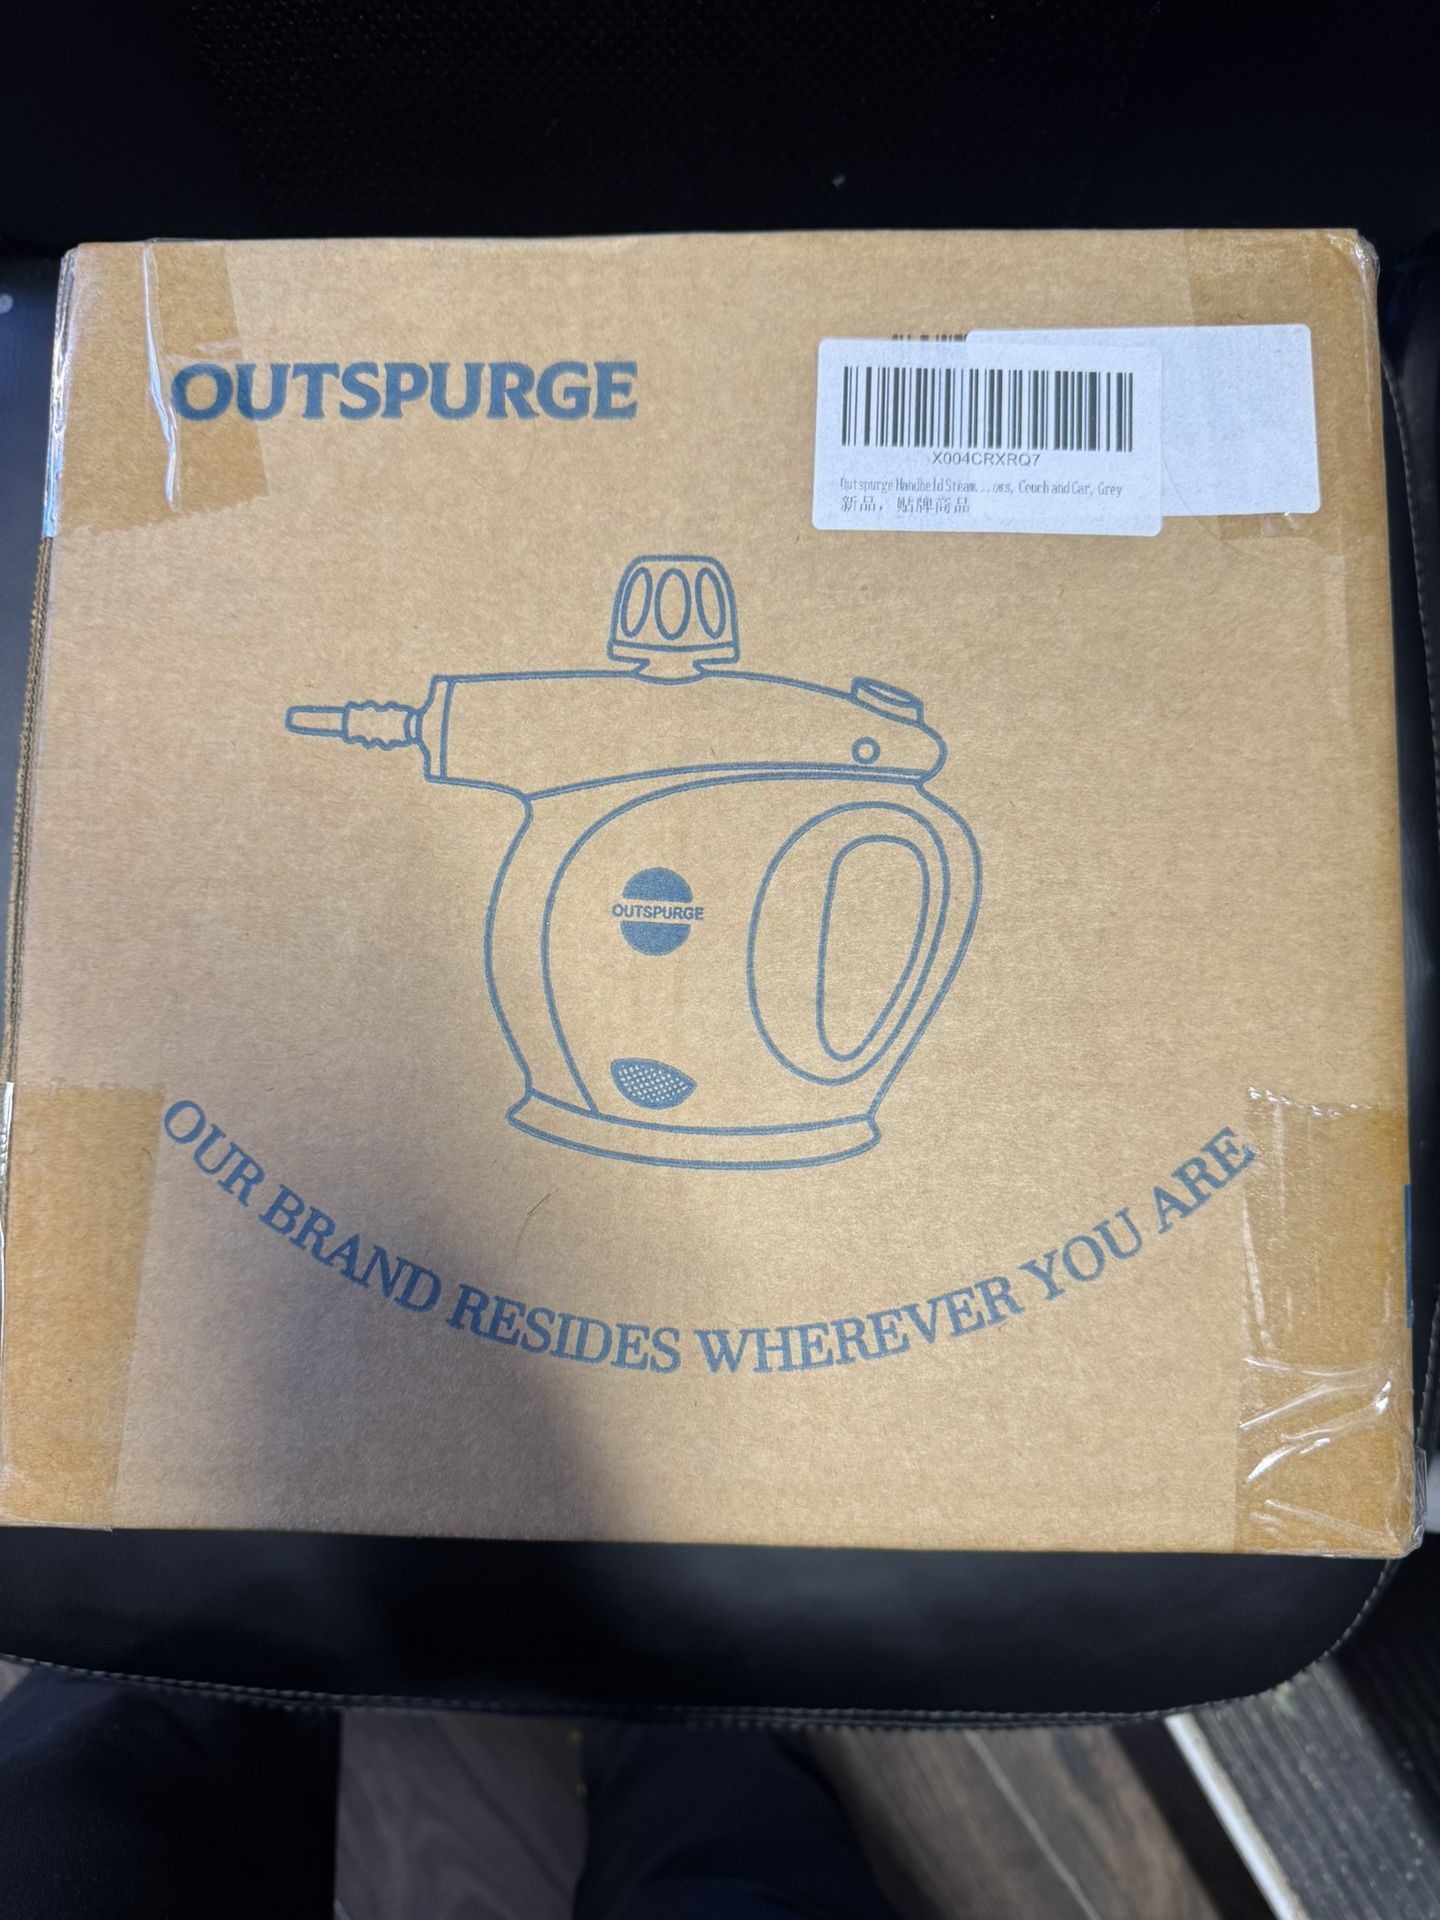 OUTSPURGE
X004CRXRQ7
Outspurge Handheld Steam...ows, Couch and Car, Grey
新品，贴牌商品
OUTSPURGE
OUR BRAND RESIDES WHEREVER YOU ARE